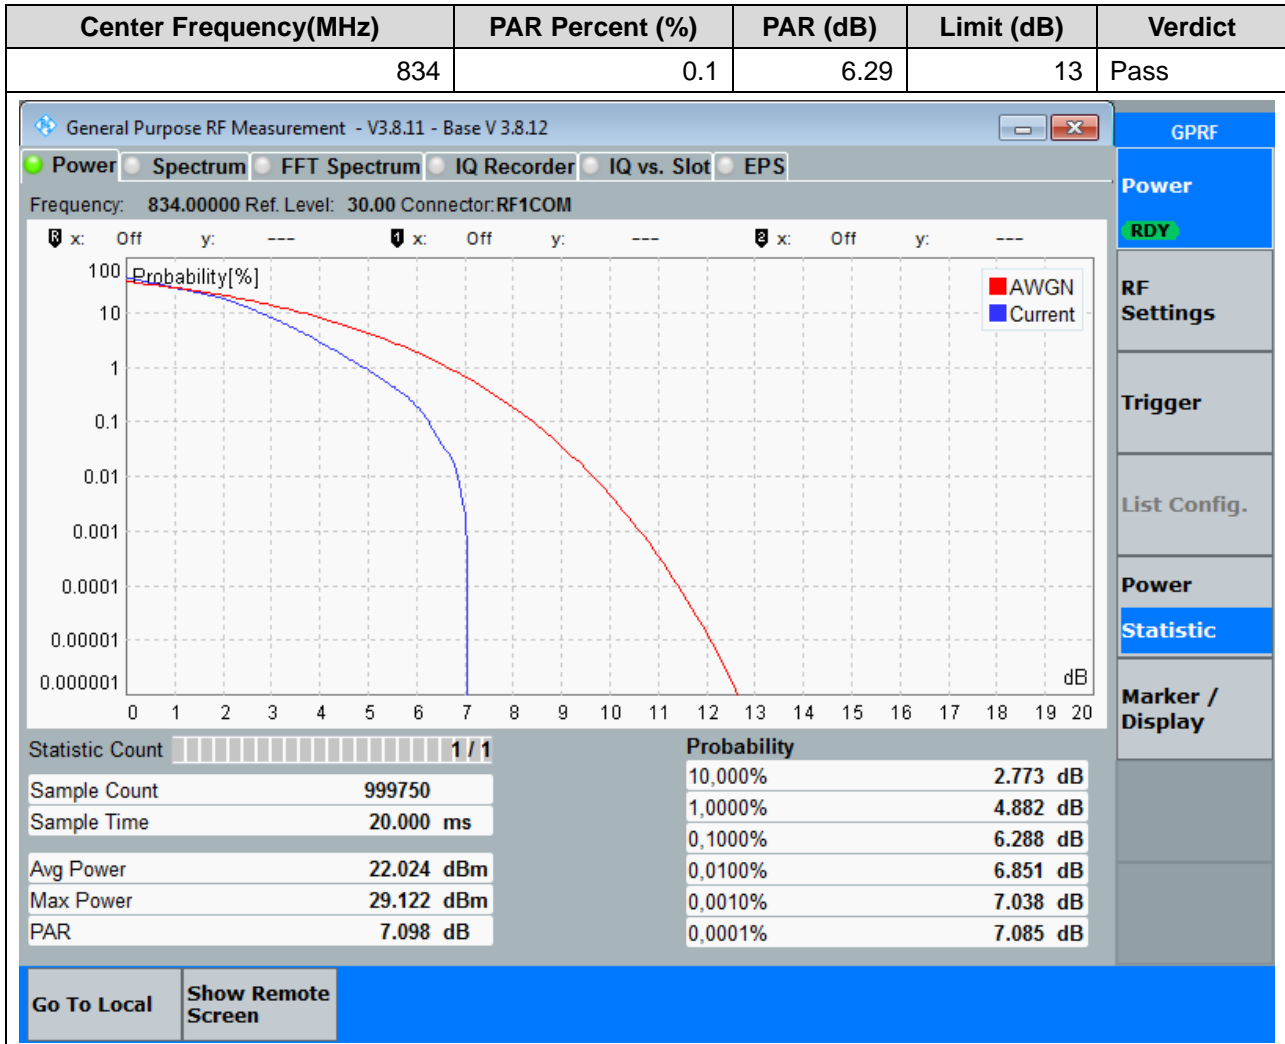 Center Frequency(MHz) PAR Percent (%) PAR (dB) Limit (dB) Verdict
834 0.1 6.29 13 Pass
General Purpose RF Measurement - V3.8.11 - Base V 3.8.12
GPRF
Power Spectrum FFT Spectrum IQ Recorder IQ vs. Slot EPS
Power
RDY
Frequency: 834.00000 Ref. Level: 30.00 Connector: RF1COM
R x: Off y: --- 1 x: Off y: --- 2 x: Off y: ---
Probability[%]
AWGN
Current
100
10
1
0.1
0.01
0.001
0.0001
0.00001
0.000001
dB
0 1 2 3 4 5 6 7 8 9 10 11 12 13 14 15 16 17 18 19 20
RF
Settings
Trigger
List Config.
Power
Statistic
Marker /
Display
Statistic Count 1 / 1
Sample Count 999750
Sample Time 20.000 ms
Avg Power 22.024 dBm
Max Power 29.122 dBm
PAR 7.098 dB
Probability
10,000% 2.773 dB
1,0000% 4.882 dB
0,1000% 6.288 dB
0,0100% 6.851 dB
0,0010% 7.038 dB
0,0001% 7.085 dB
Go To Local
Show Remote
Screen